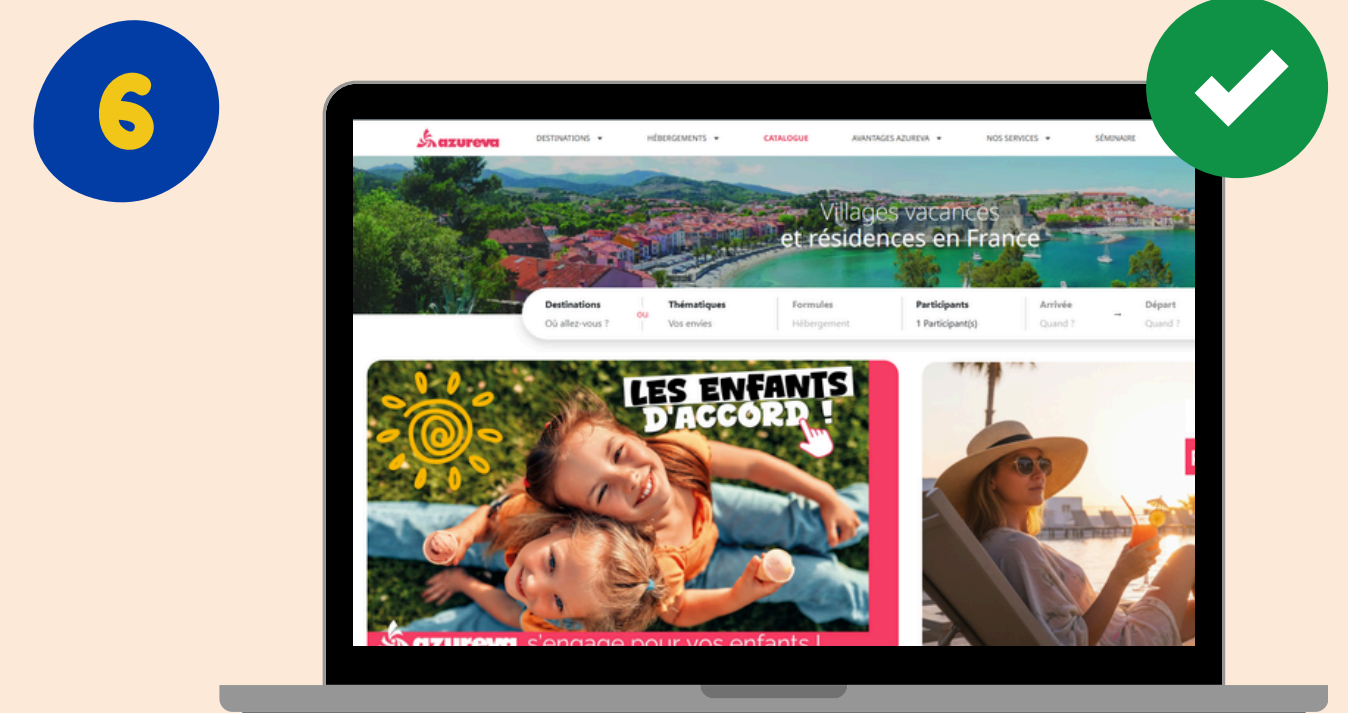 6
azureva
DESTINATIONS
HÉBERGEMENTS
CATALOGUE
AVANTAGES AZUREVA
NOS SERVICES
SÉMINAIRE
Villages vacances
et résidences en France
Destinations
Où allez-vous ?
ou
Thématiques
Vos envies
Formules
Hébergement
Participants
1 Participant(s)
Arrivée
Quand ?
→
Départ
Quand ?
LES ENFANTS
D'ACCORD !
azureva s'engage pour vos enfants !